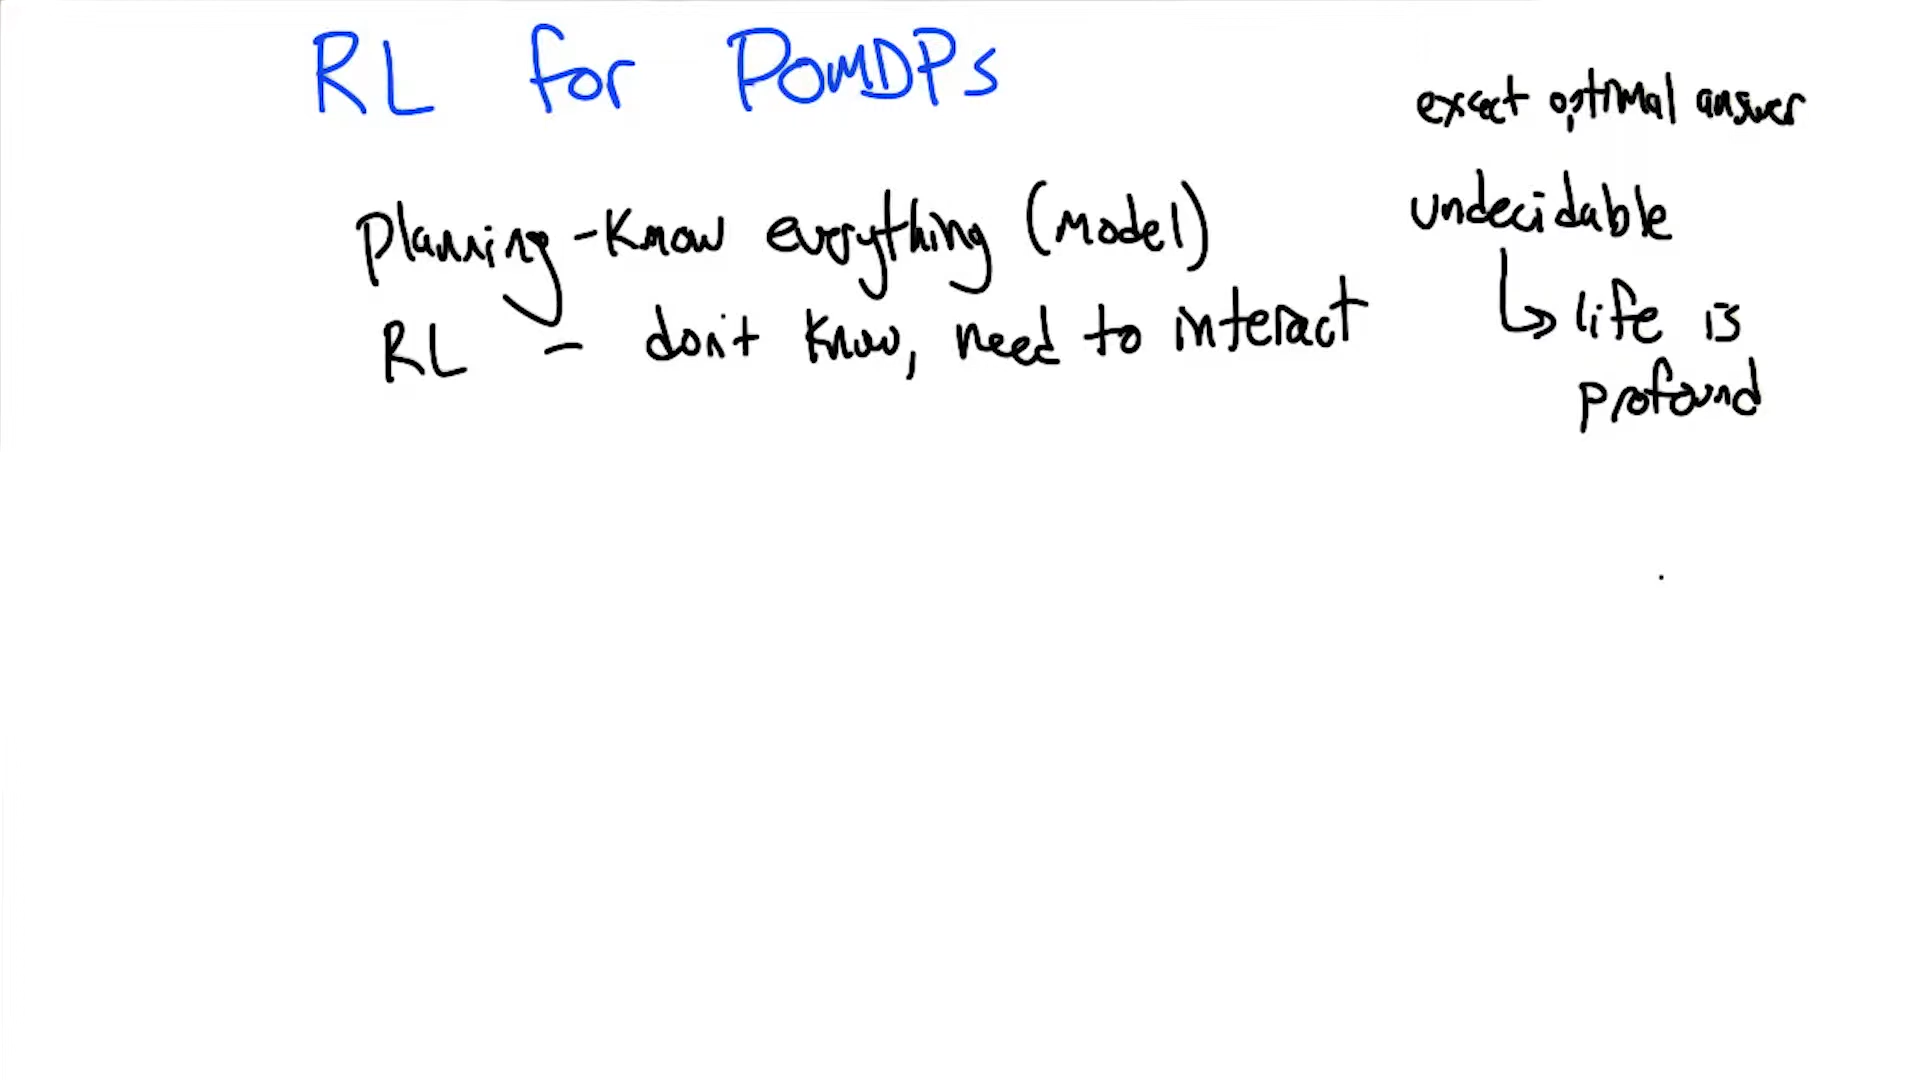 RL for POMDPs
Planning - Know everything (model)
RL - don't know, need to interact
exact optimal answer
undecidable
↳ life is
profound